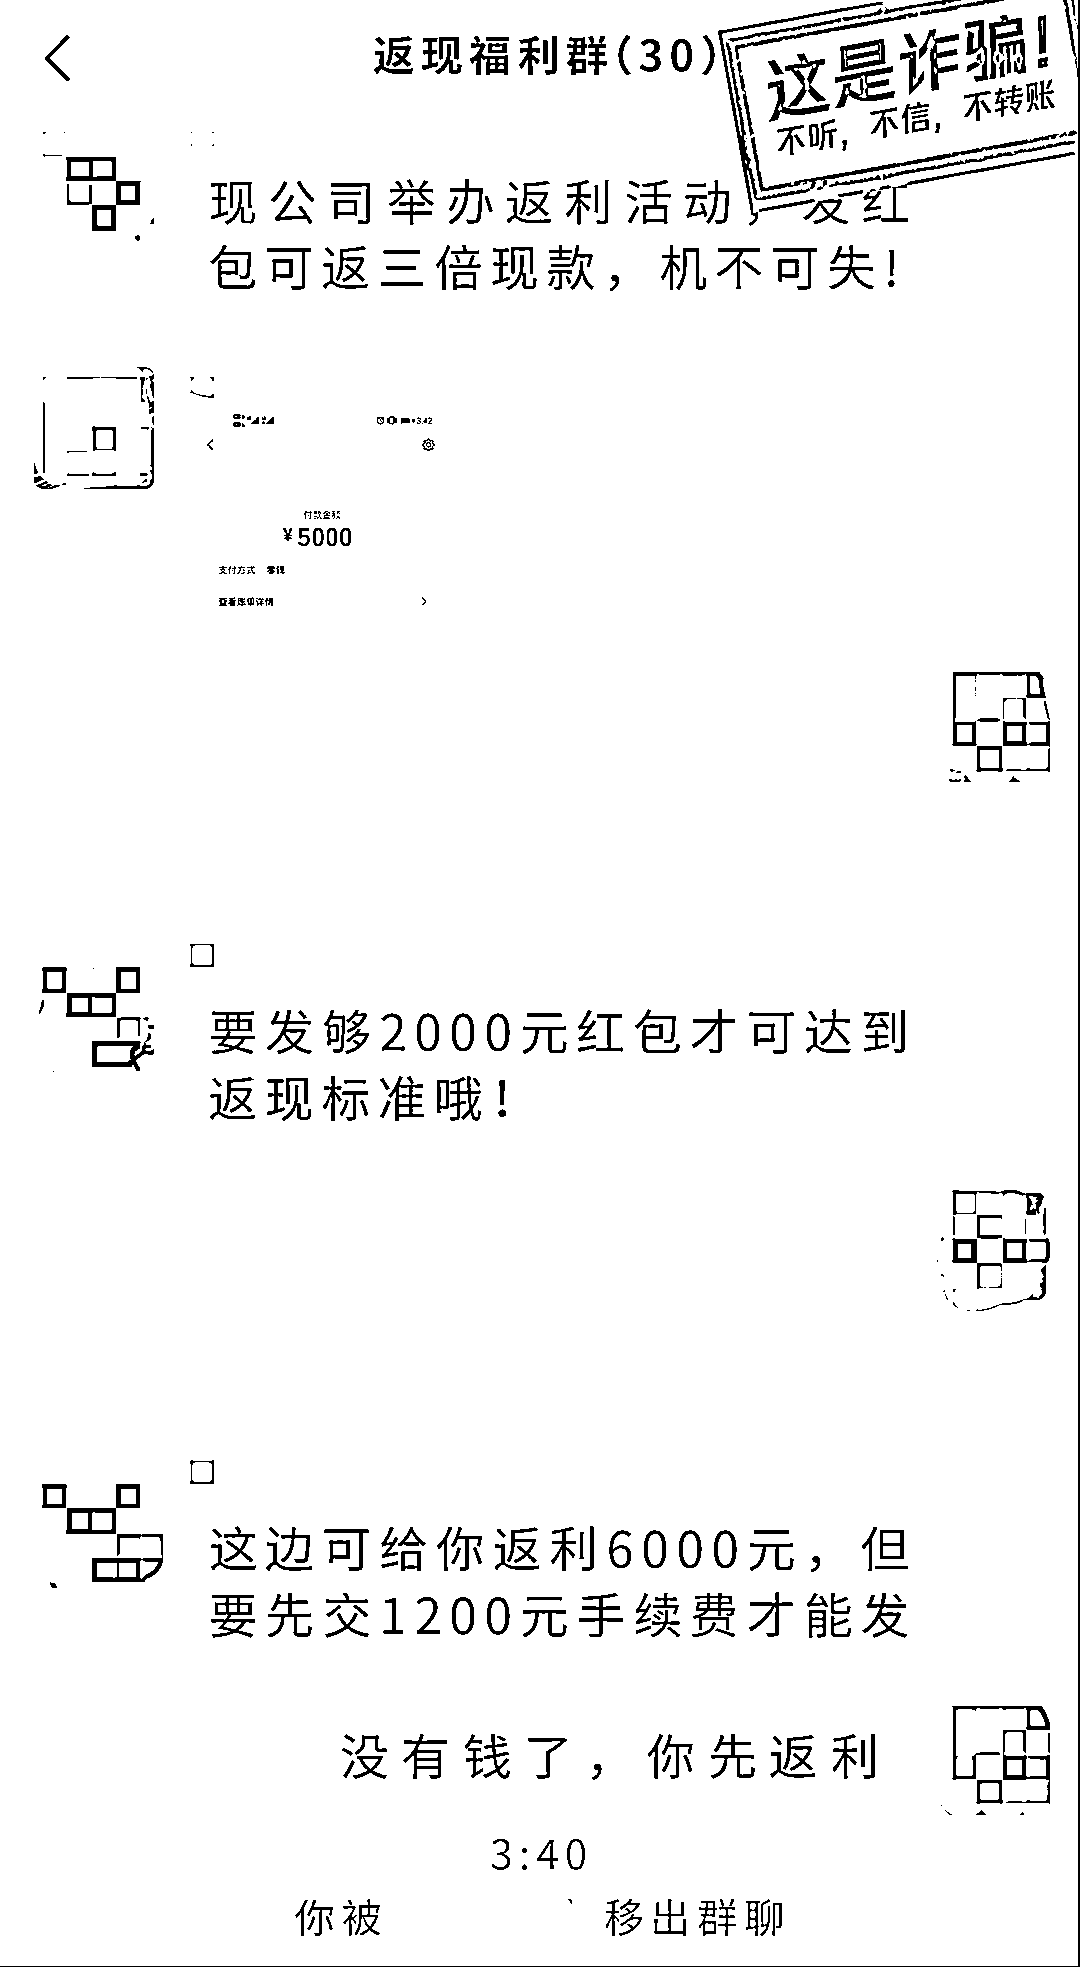 返现福利群(30)
这是诈骗!
不听，不信，不转账
现公司举办返利活动，发红
包可返三倍现款，机不可失!
3:42
付款金额
¥5000
支付方式 零钱
查看账单详情
要发够2000元红包才可达到
返现标准哦!
这边可给你返利6000元，但
要先交1200元手续费才能发
没有钱了，你先返利
3:40
你被 移出群聊